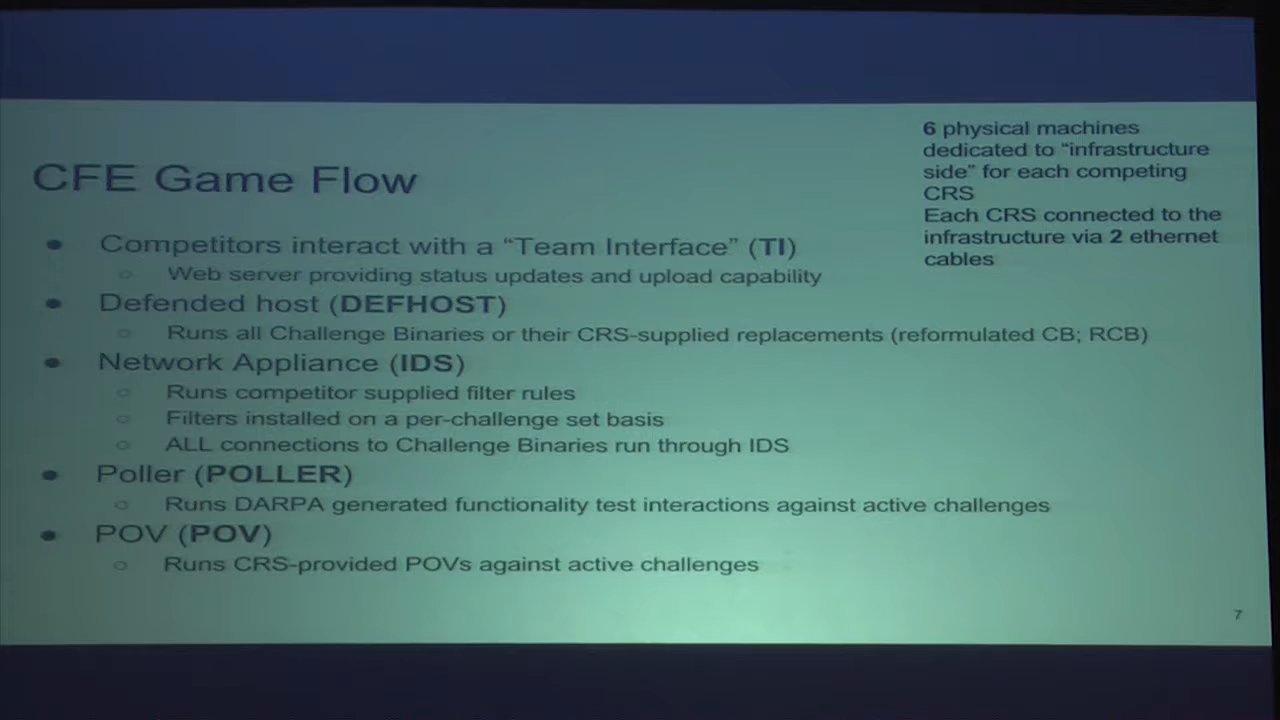 6 physical machines
dedicated to “infrastructure
side” for each competing
CRS
Each CRS connected to the
infrastructure via 2 ethernet
cables
CFE Game Flow
• Competitors interact with a “Team Interface” (TI)
○ Web server providing status updates and upload capability
• Defended host (DEFHOST)
○ Runs all Challenge Binaries or their CRS-supplied replacements (reformulated CB; RCB)
• Network Appliance (IDS)
○ Runs competitor supplied filter rules
○ Filters installed on a per-challenge set basis
○ ALL connections to Challenge Binaries run through IDS
• Poller (POLLER)
○ Runs DARPA generated functionality test interactions against active challenges
• POV (POV)
○ Runs CRS-provided POVs against active challenges
7